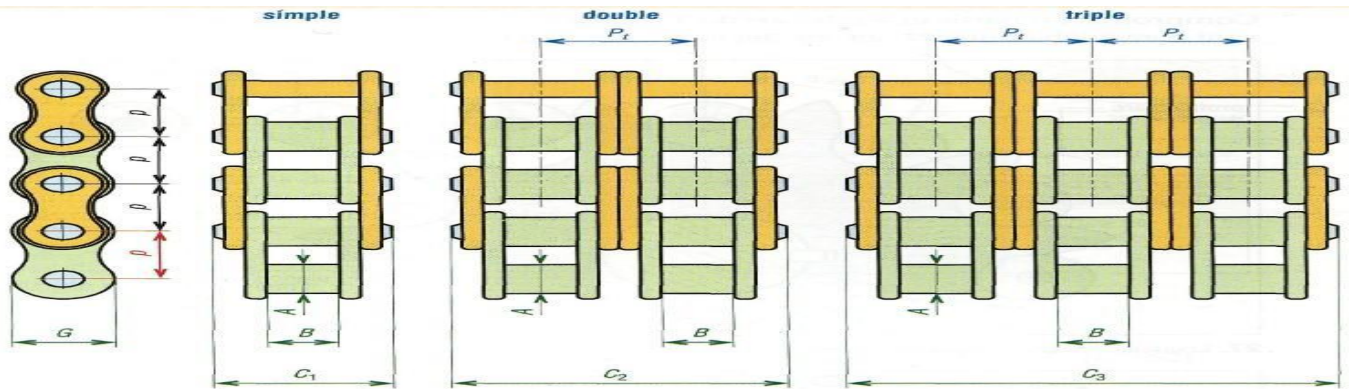 simple double triple
Pt Pt Pt
p
p
p
p
A B A B A B
G C1 C2 C3